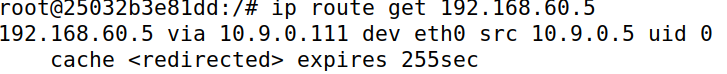 root@25032b3e81dd:/# ip route get 192.168.60.5
192.168.60.5 via 10.9.0.111 dev eth0 src 10.9.0.5 uid 0
    cache <redirected> expires 255sec